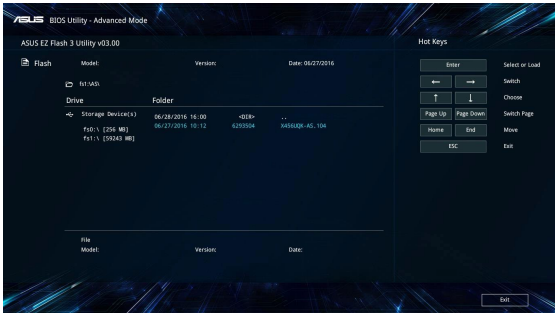 ASUS BIOS Utility - Advanced Mode
ASUS EZ Flash 3 Utility v03.00
Hot Keys
Flash
Model: Version: Date: 06/27/2016
fs1:\A5\
Drive Folder
Storage Device(s)
fs0:\ [256 MB]
fs1:\ [59243 MB]
06/28/2016 16:00 <DIR> ..
06/27/2016 10:12 6293504 X456UQK-AS.104
File
Model: Version: Date:
Enter Select or Load
← → Switch
↑ ↓ Choose
Page Up Page Down Switch Page
Home End Move
ESC Exit
Exit